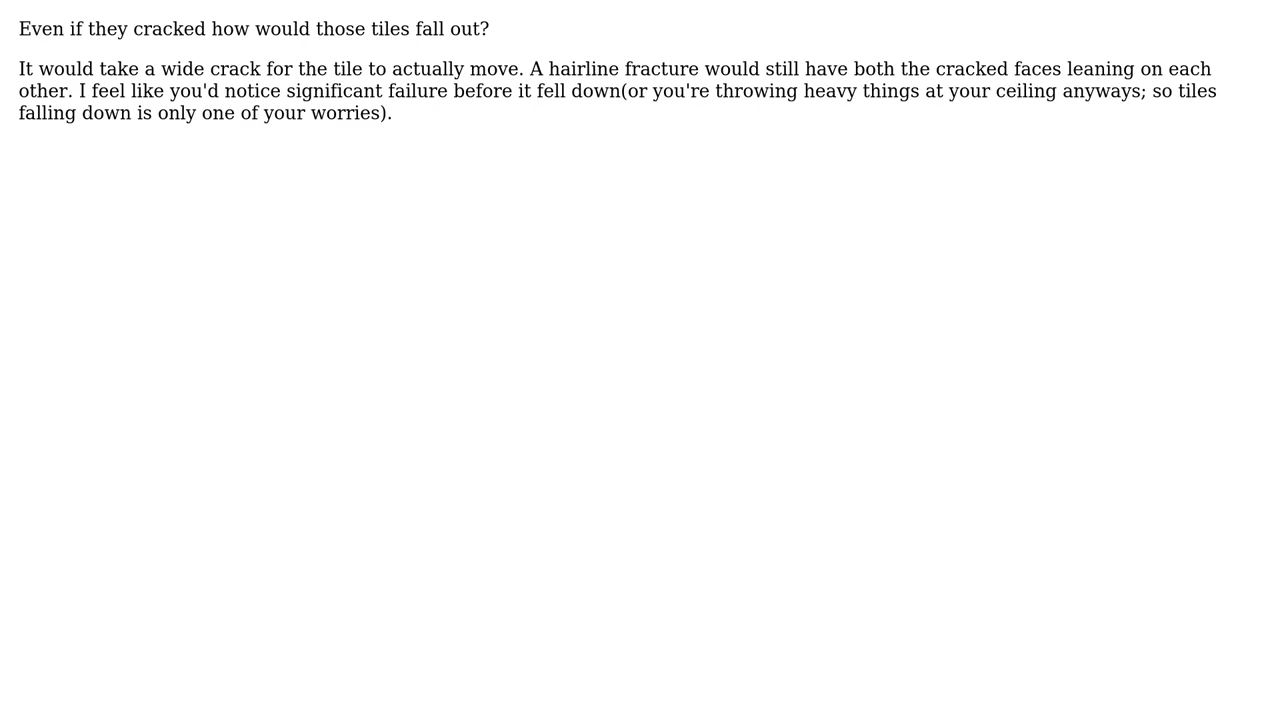 Even if they cracked how would those tiles fall out?
It would take a wide crack for the tile to actually move. A hairline fracture would still have both the cracked faces leaning on each
other. I feel like you'd notice significant failure before it fell down(or you're throwing heavy things at your ceiling anyways; so tiles
falling down is only one of your worries).